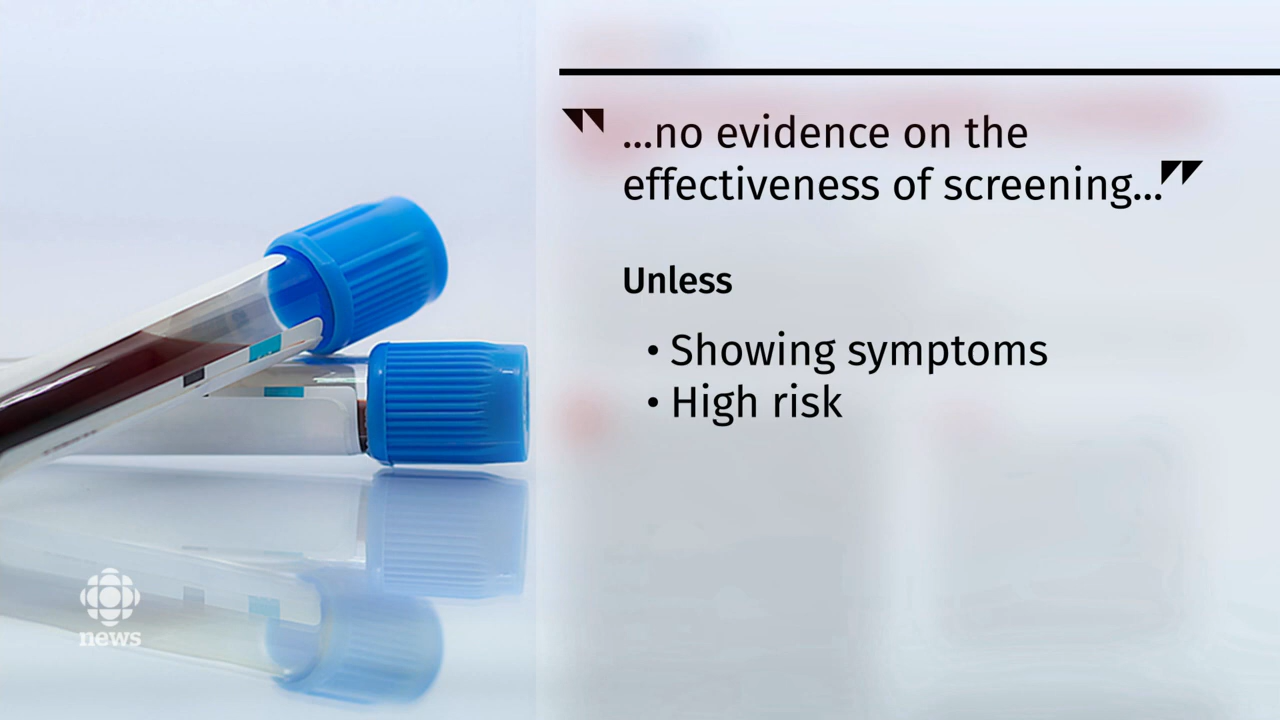 "...no evidence on the
effectiveness of screening..."
Unless
• Showing symptoms
• High risk
news